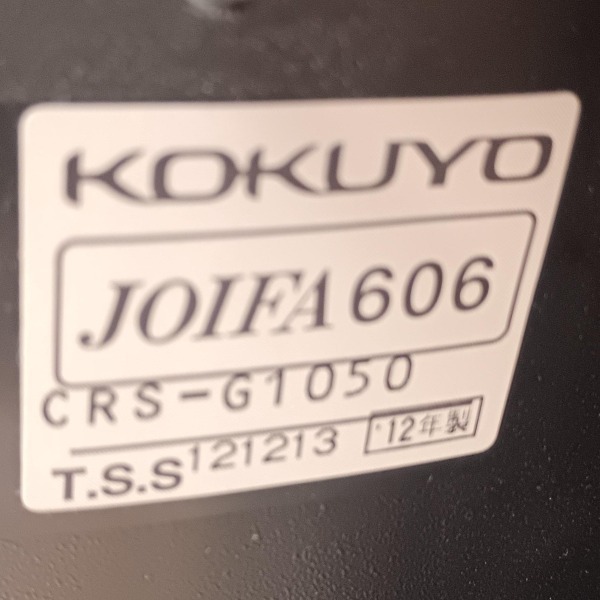 KOKUYO
JOIFA 606
CRS-G1050
T.S.S 121213 '12年製